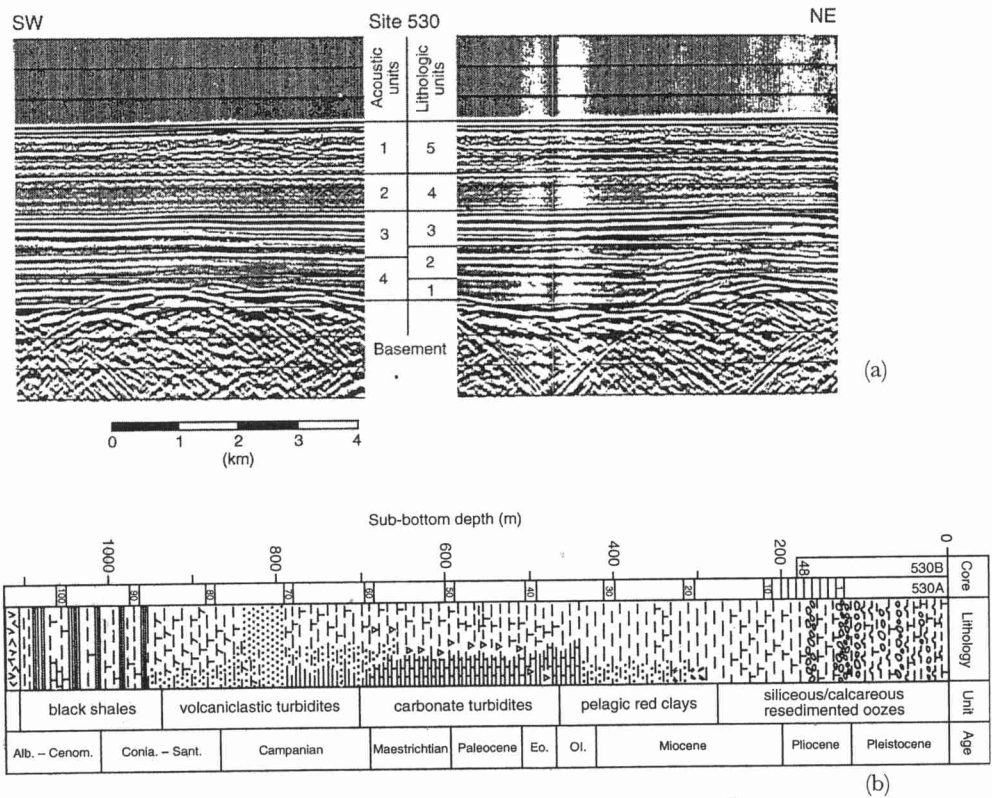 SW
Site 530
NE
Acoustic units
Lithologic units
1
5
2
4
3
3
2
4
1
Basement
(a)
0 1 2 3 4
(km)
Sub-bottom depth (m)
1000 800 600 400 200 0
48 530B
530A
Core
100 90 80 70 60 50 40 30 20 10 1
Lithology
black shales
volcaniclastic turbidites
carbonate turbidites
pelagic red clays
siliceous/calcareous
resedimented oozes
Unit
Alb. – Cenom.
Conia. – Sant.
Campanian
Maestrichtian
Paleocene
Eo.
Ol.
Miocene
Pliocene
Pleistocene
Age
(b)